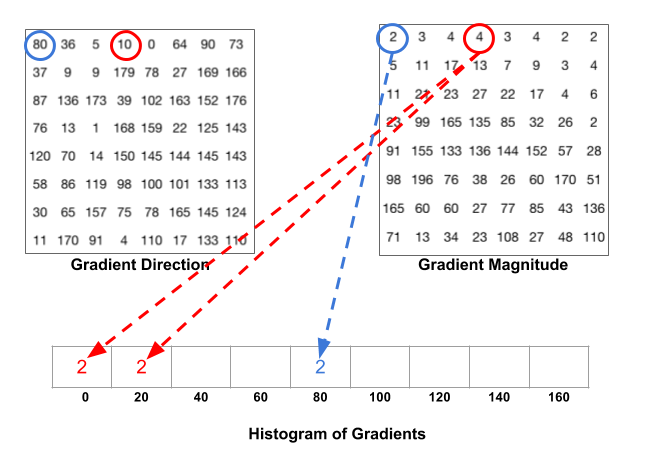 80 36 5 10 0 64 90 73
37 9 9 179 78 27 169 166
87 136 173 39 102 163 152 176
76 13 1 168 159 22 125 143
120 70 14 150 145 144 145 143
58 86 119 98 100 101 133 113
30 65 157 75 78 165 145 124
11 170 91 4 110 17 133 110
Gradient Direction
2 3 4 4 3 4 2 2
5 11 17 13 7 9 3 4
11 21 23 27 22 17 4 6
23 99 165 135 85 32 26 2
91 155 133 136 144 152 57 28
98 196 76 38 26 60 170 51
165 60 60 27 77 85 43 136
71 13 34 23 108 27 48 110
Gradient Magnitude
2 2 2
0 20 40 60 80 100 120 140 160
Histogram of Gradients